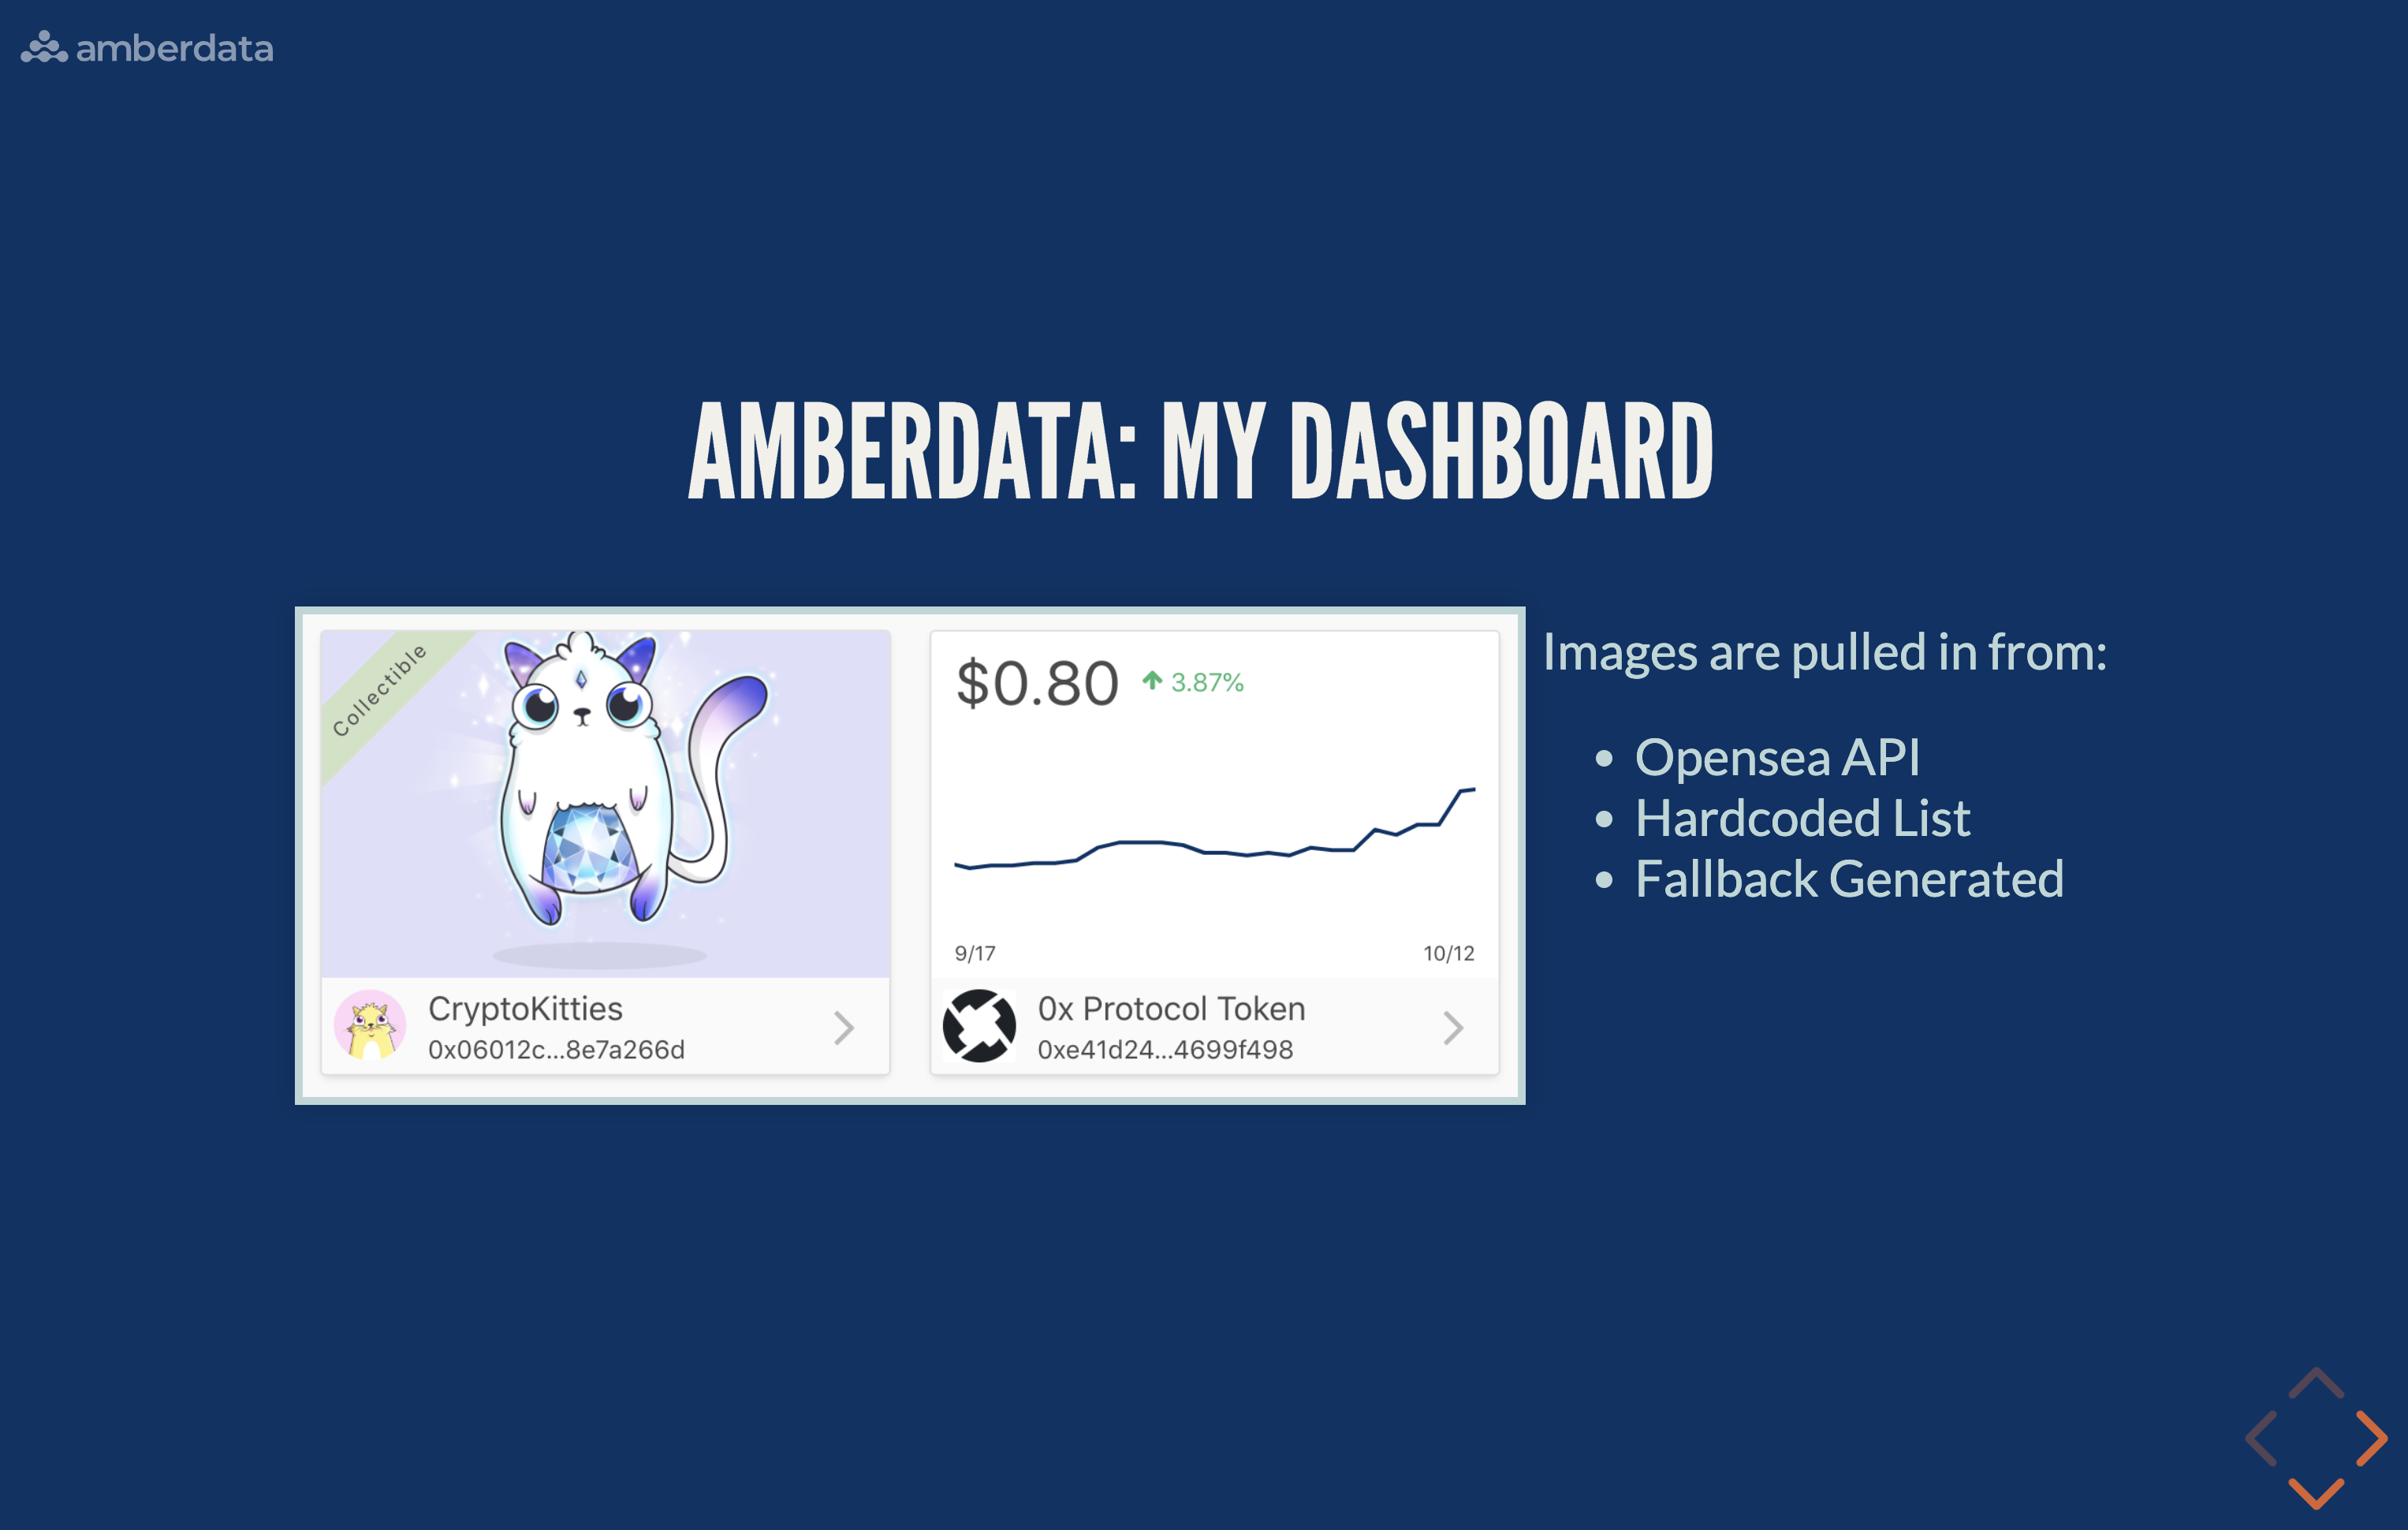 amberdata
AMBERDATA: MY DASHBOARD
Collectible
CryptoKitties
0x06012c...8e7a266d
$0.80 3.87%
9/17 10/12
0x Protocol Token
0xe41d24...4699f498
Images are pulled in from:
• Opensea API
• Hardcoded List
• Fallback Generated